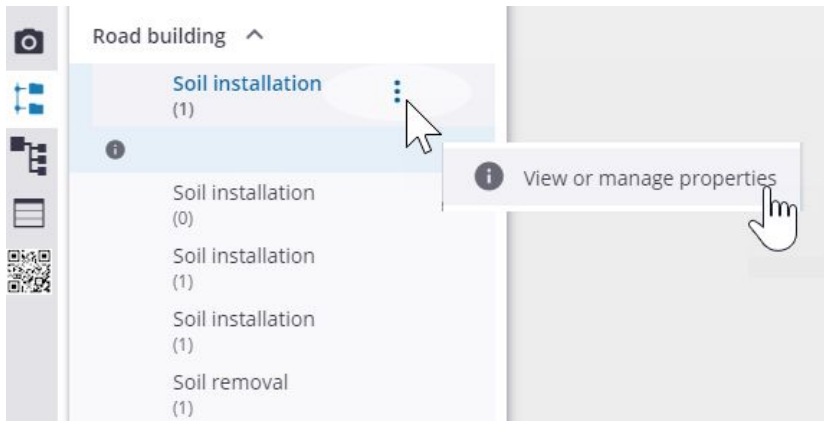 Road building
Soil installation
(1)
View or manage properties
Soil installation
(0)
Soil installation
(1)
Soil installation
(1)
Soil removal
(1)